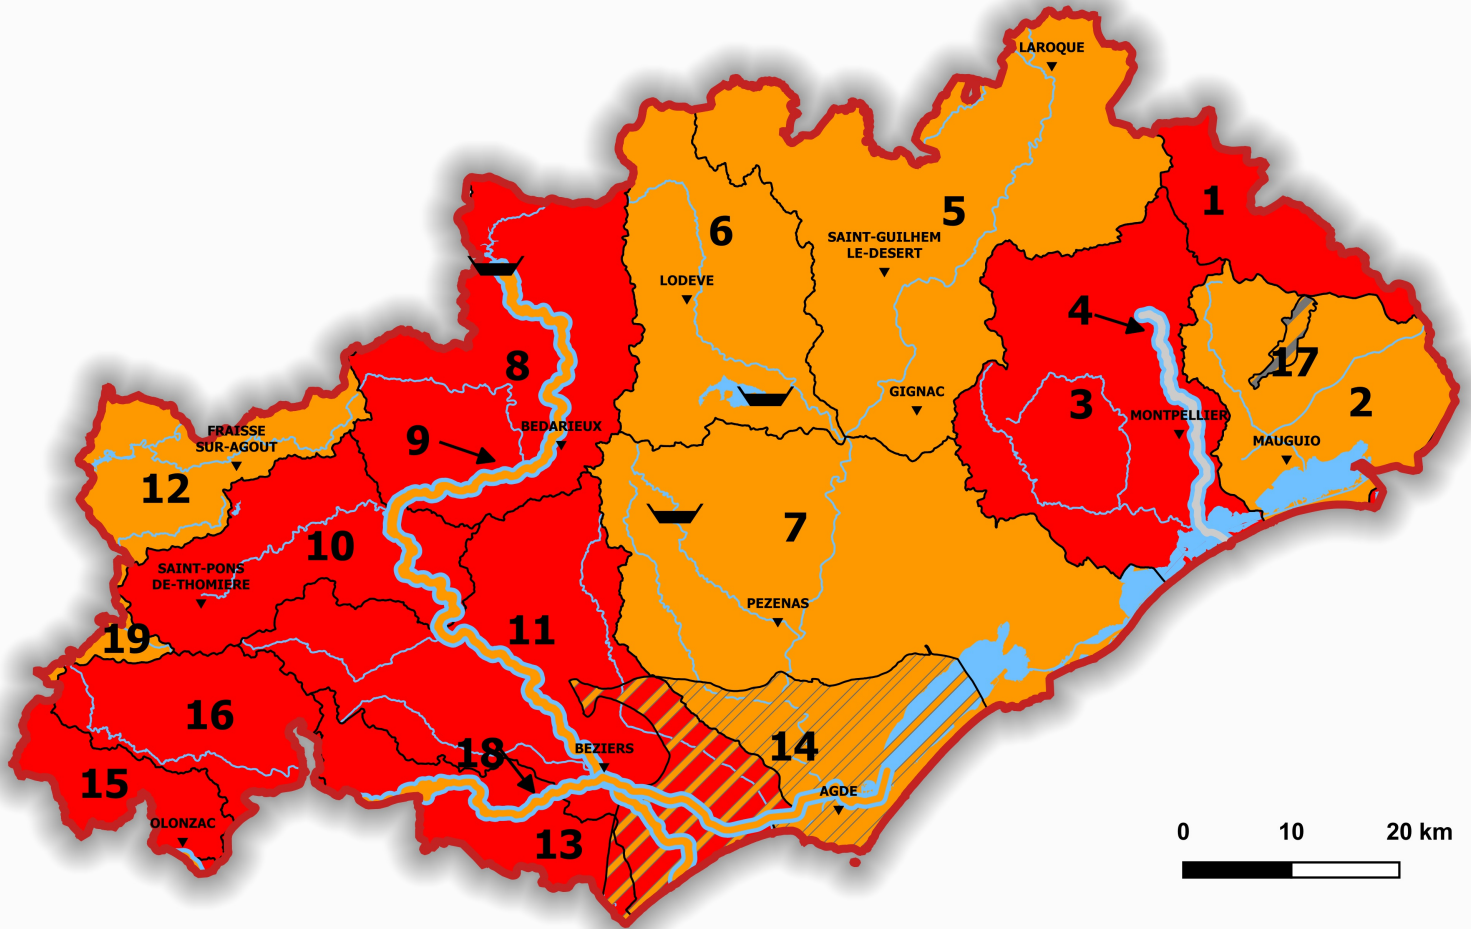 LAROQUE
1
5
6
SAINT-GUILHEM
LE-DESERT
LODEVE
4
8
17
GIGNAC
3
2
MONTPELLIER
BEDARIEUX
9
FRAISSE
SUR-AGOUT
MAUGUIO
12
7
10
SAINT-PONS
DE-THOMIERE
PEZENAS
11
19
16
14
18
BEZIERS
15
AGDE
OLONZAC
13
0 10 20 km